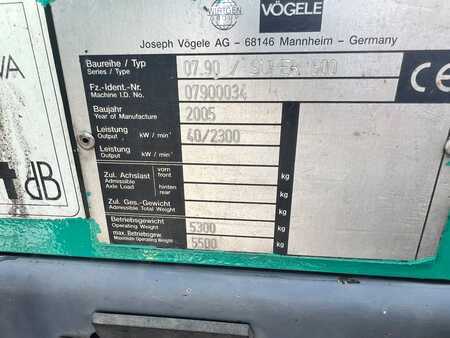 WIRTGEN
VÖGELE
Joseph Vögele AG - 68146 Mannheim - Germany
Baureihe / Typ
Series / Type
07.90 / SUPER 800
Fz.-Ident.-Nr.
Machine I.D. No.
07900034
Baujahr
Year of Manufacture
2005
Leistung
Output
kW / min⁻¹
40/2300
Leistung
Output
kW / min⁻¹
Zul. Achslast
Admissible
Axle Load
vorn
front
kg
hinten
rear
kg
Zul. Ges.-Gewicht
Admissible Total Weight
kg
Betriebsgewicht
Operating Weight
5300
kg
max. Betriebsgew.
Maximum Operating Weight
5500
kg
CE
WA
dB